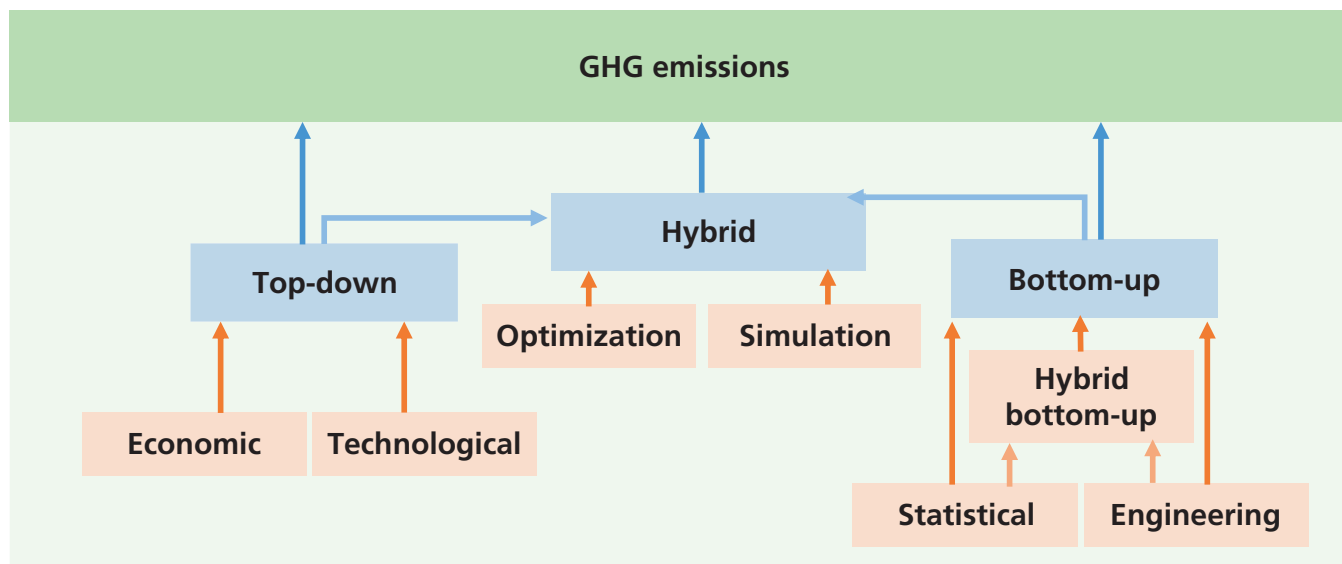 GHG emissions
Hybrid
Top-down
Bottom-up
Optimization
Simulation
Hybrid
bottom-up
Economic
Technological
Statistical
Engineering